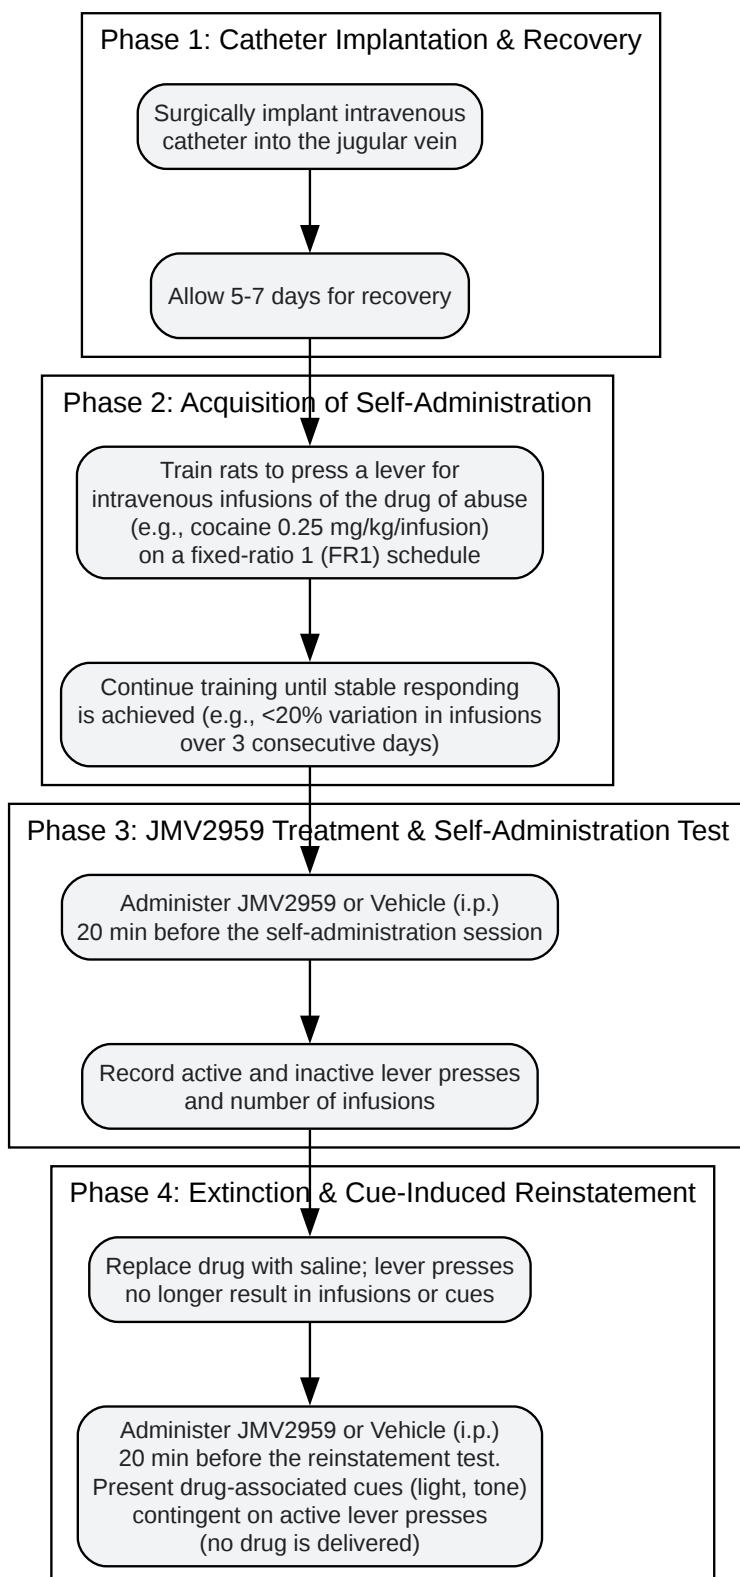 Phase 1: Catheter Implantation & Recovery
Surgically implant intravenous
catheter into the jugular vein
Allow 5-7 days for recovery
Phase 2: Acquisition of Self-Administration
Train rats to press a lever for
intravenous infusions of the drug of abuse
(e.g., cocaine 0.25 mg/kg/infusion)
on a fixed-ratio 1 (FR1) schedule
Continue training until stable responding
is achieved (e.g., <20% variation in infusions
over 3 consecutive days)
Phase 3: JMV2959 Treatment & Self-Administration Test
Administer JMV2959 or Vehicle (i.p.)
20 min before the self-administration session
Record active and inactive lever presses
and number of infusions
Phase 4: Extinction & Cue-Induced Reinstatement
Replace drug with saline; lever presses
no longer result in infusions or cues
Administer JMV2959 or Vehicle (i.p.)
20 min before the reinstatement test.
Present drug-associated cues (light, tone)
contingent on active lever presses
(no drug is delivered)